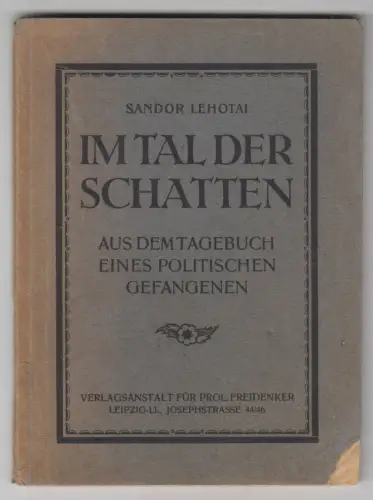 SANDOR LEHOTAI
IM TAL DER
SCHATTEN
AUS DEM TAGEBUCH
EINES POLITISCHEN
GEFANGENEN
VERLAGSANSTALT FÜR PROL. FREIDENKER
LEIPZIG-LI., JOSEPHSTRASSE 44/46